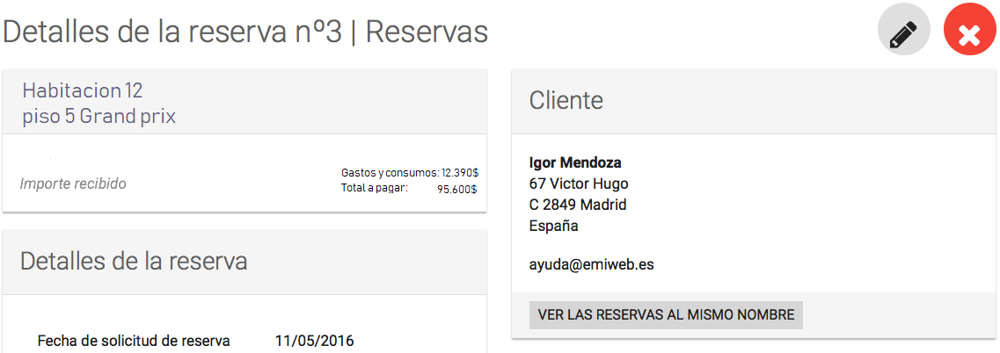 Detalles de la reserva nº3 | Reservas
Habitacion 12
piso 5 Grand prix
Importe recibido
Gastos y consumos: 12.390$
Total a pagar: 95.600$
Detalles de la reserva
Fecha de solicitud de reserva 11/05/2016
Cliente
Igor Mendoza
67 Victor Hugo
C 2849 Madrid
España
ayuda@emiweb.es
VER LAS RESERVAS AL MISMO NOMBRE